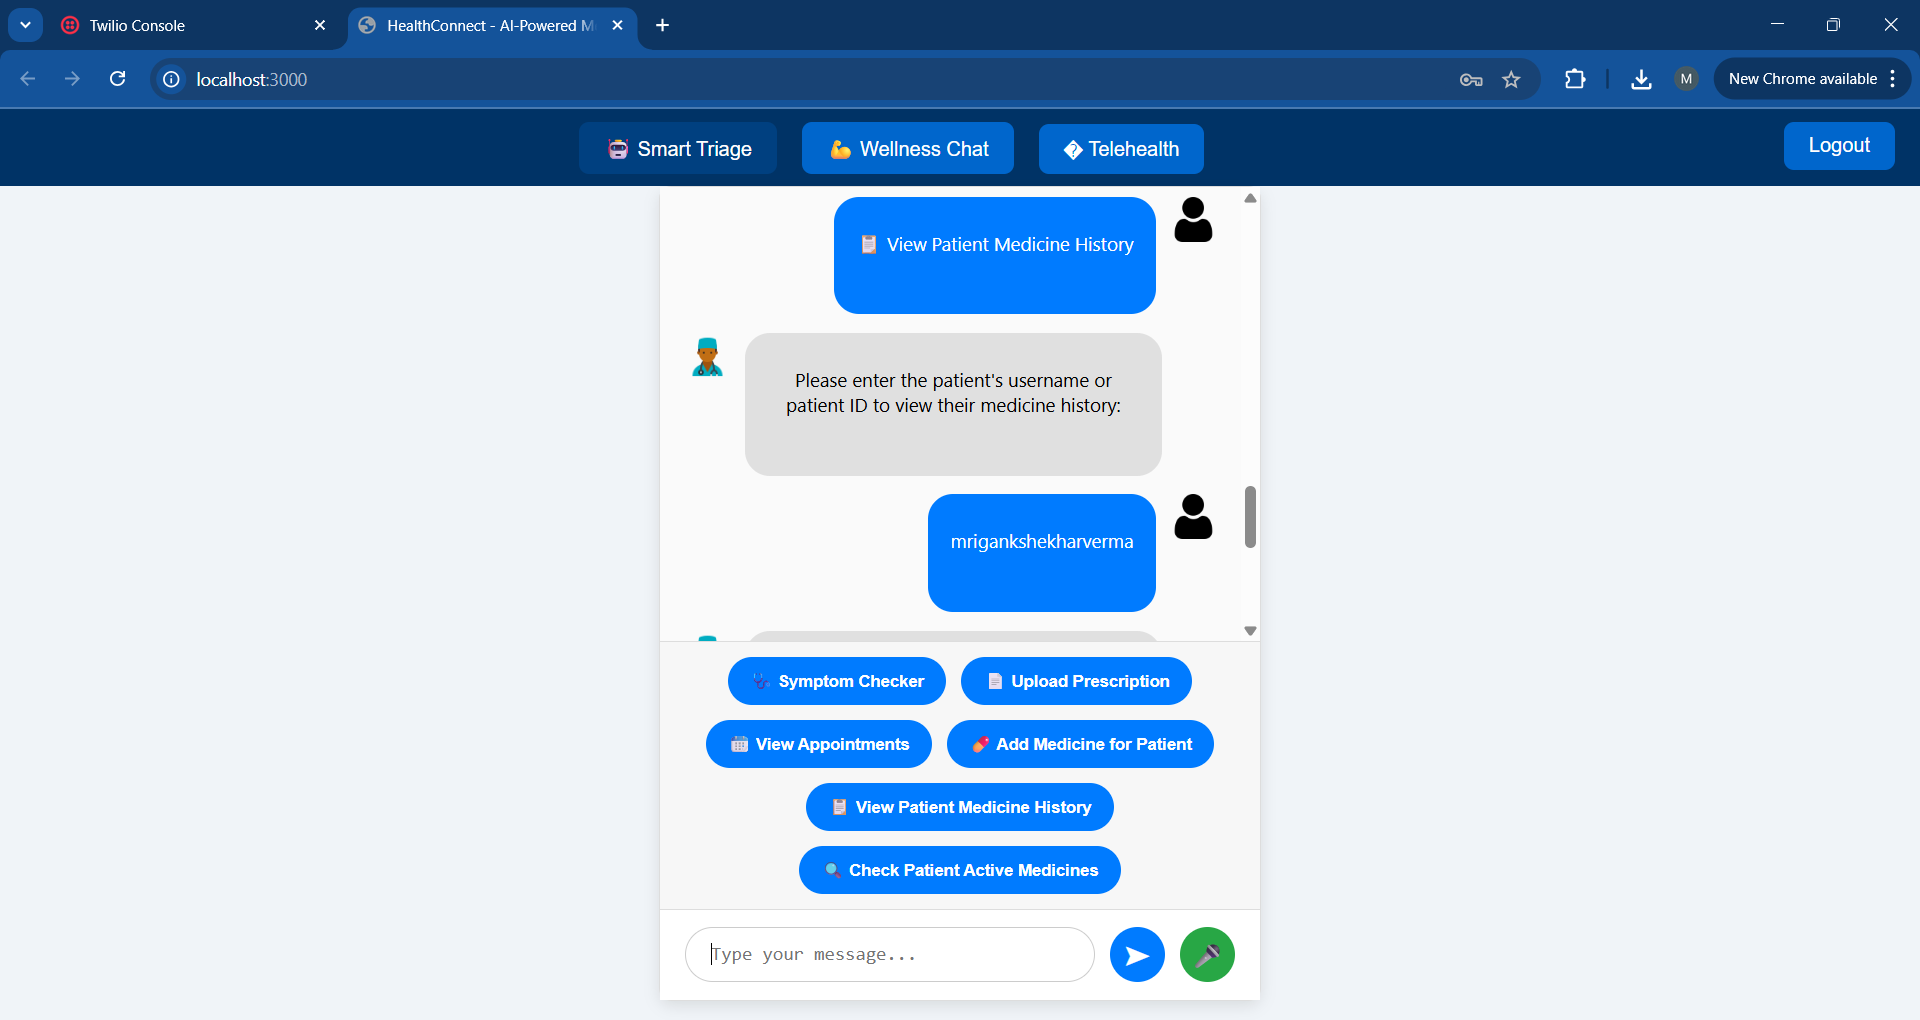 Twilio Console
HealthConnect - AI-Powered M
localhost:3000
M
New Chrome available
Smart Triage
Wellness Chat
� Telehealth
Logout
View Patient Medicine History
Please enter the patient's username or
patient ID to view their medicine history:
mrigankshekharverma
Symptom Checker
Upload Prescription
View Appointments
Add Medicine for Patient
View Patient Medicine History
Check Patient Active Medicines
Type your message...